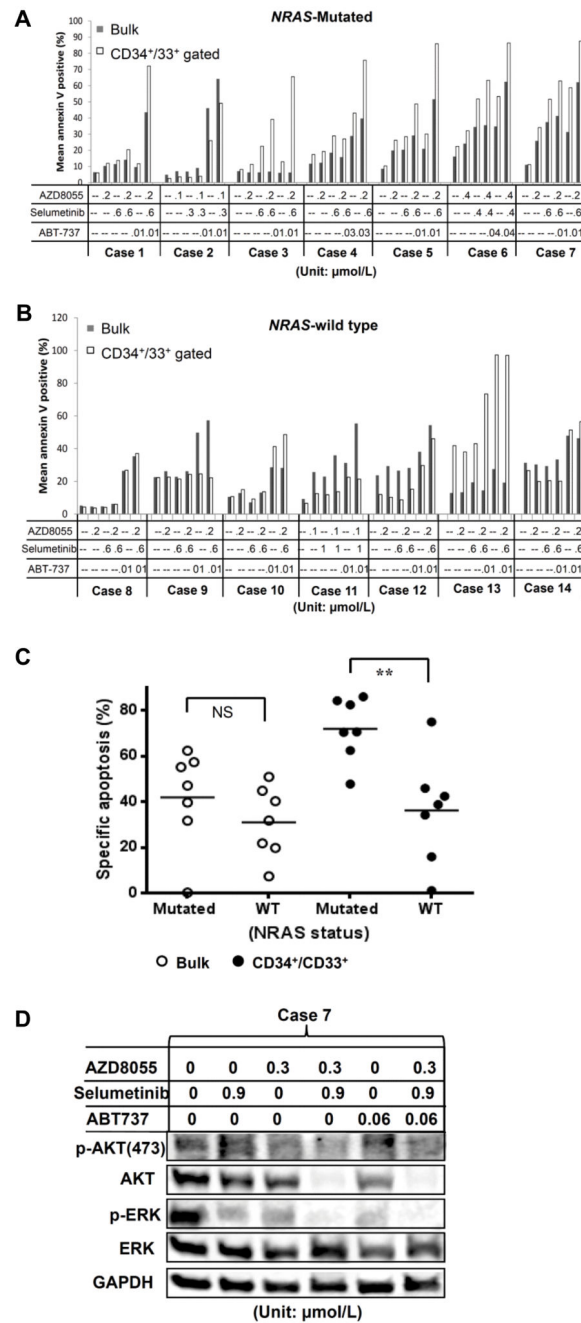 A
NRAS-Mutated
Bulk
CD34+/33+ gated
Mean annexin V positive (%)
100
90
80
70
60
50
40
30
20
10
0
AZD8055 -- .2 -- .2 -- .2 -- .1 -- .1 -- .1 -- .2 -- .2 -- .2 -- .2 -- .2 -- .2 -- .2 -- .2 -- .2 -- .4 -- .4 -- .4 -- .2 -- .2 -- .2
Selumetinib -- -- .6 .6 -- .6 -- -- .3 .3 -- .3 -- -- .6 .6 -- .6 -- -- .6 .6 -- .6 -- -- .6 .6 -- .6 -- -- .4 .4 -- .4 -- -- .6 .6 -- .6
ABT-737 -- -- -- -- .01 .01 -- -- -- -- .01 .01 -- -- -- -- .01 .01 -- -- -- -- .03 .03 -- -- -- -- .01 .01 -- -- -- -- .04 .04 -- -- -- -- .01 .01
Case 1 Case 2 Case 3 Case 4 Case 5 Case 6 Case 7
(Unit: µmol/L)
B
NRAS-wild type
Bulk
CD34+/33+ gated
Mean annexin V positive (%)
120
100
80
60
40
20
0
AZD8055 -- .2 -- .2 -- .2 -- .2 -- .2 -- .2 -- .2 -- .2 -- .2 -- .1 -- .1 -- .1 -- .2 -- .2 -- .2 -- .2 -- .2 -- .2 -- .2 -- .2 -- .2
Selumetinib -- -- .6 .6 -- .6 -- -- .6 .6 -- .6 -- -- .6 .6 -- .6 -- -- 1 1 -- 1 -- -- .6 .6 -- .6 -- -- .6 .6 -- .6 -- -- .6 .6 -- .6
ABT-737 -- -- -- -- .01 .01 -- -- -- -- .01 .01 -- -- -- -- .01 .01 -- -- -- -- .01 .01 -- -- -- -- .01 .01 -- -- -- -- .01 .01 -- -- -- -- .01 .01
Case 8 Case 9 Case 10 Case 11 Case 12 Case 13 Case 14
(Unit: µmol/L)
C
Specific apoptosis (%)
80
60
40
20
0
NS
**
Mutated WT Mutated WT
(NRAS status)
Bulk CD34+/CD33+
D
Case 7
AZD8055 0 0 0.3 0.3 0 0.3
Selumetinib 0 0.9 0 0.9 0 0.9
ABT737 0 0 0 0 0.06 0.06
p-AKT(473)
AKT
p-ERK
ERK
GAPDH
(Unit: µmol/L)